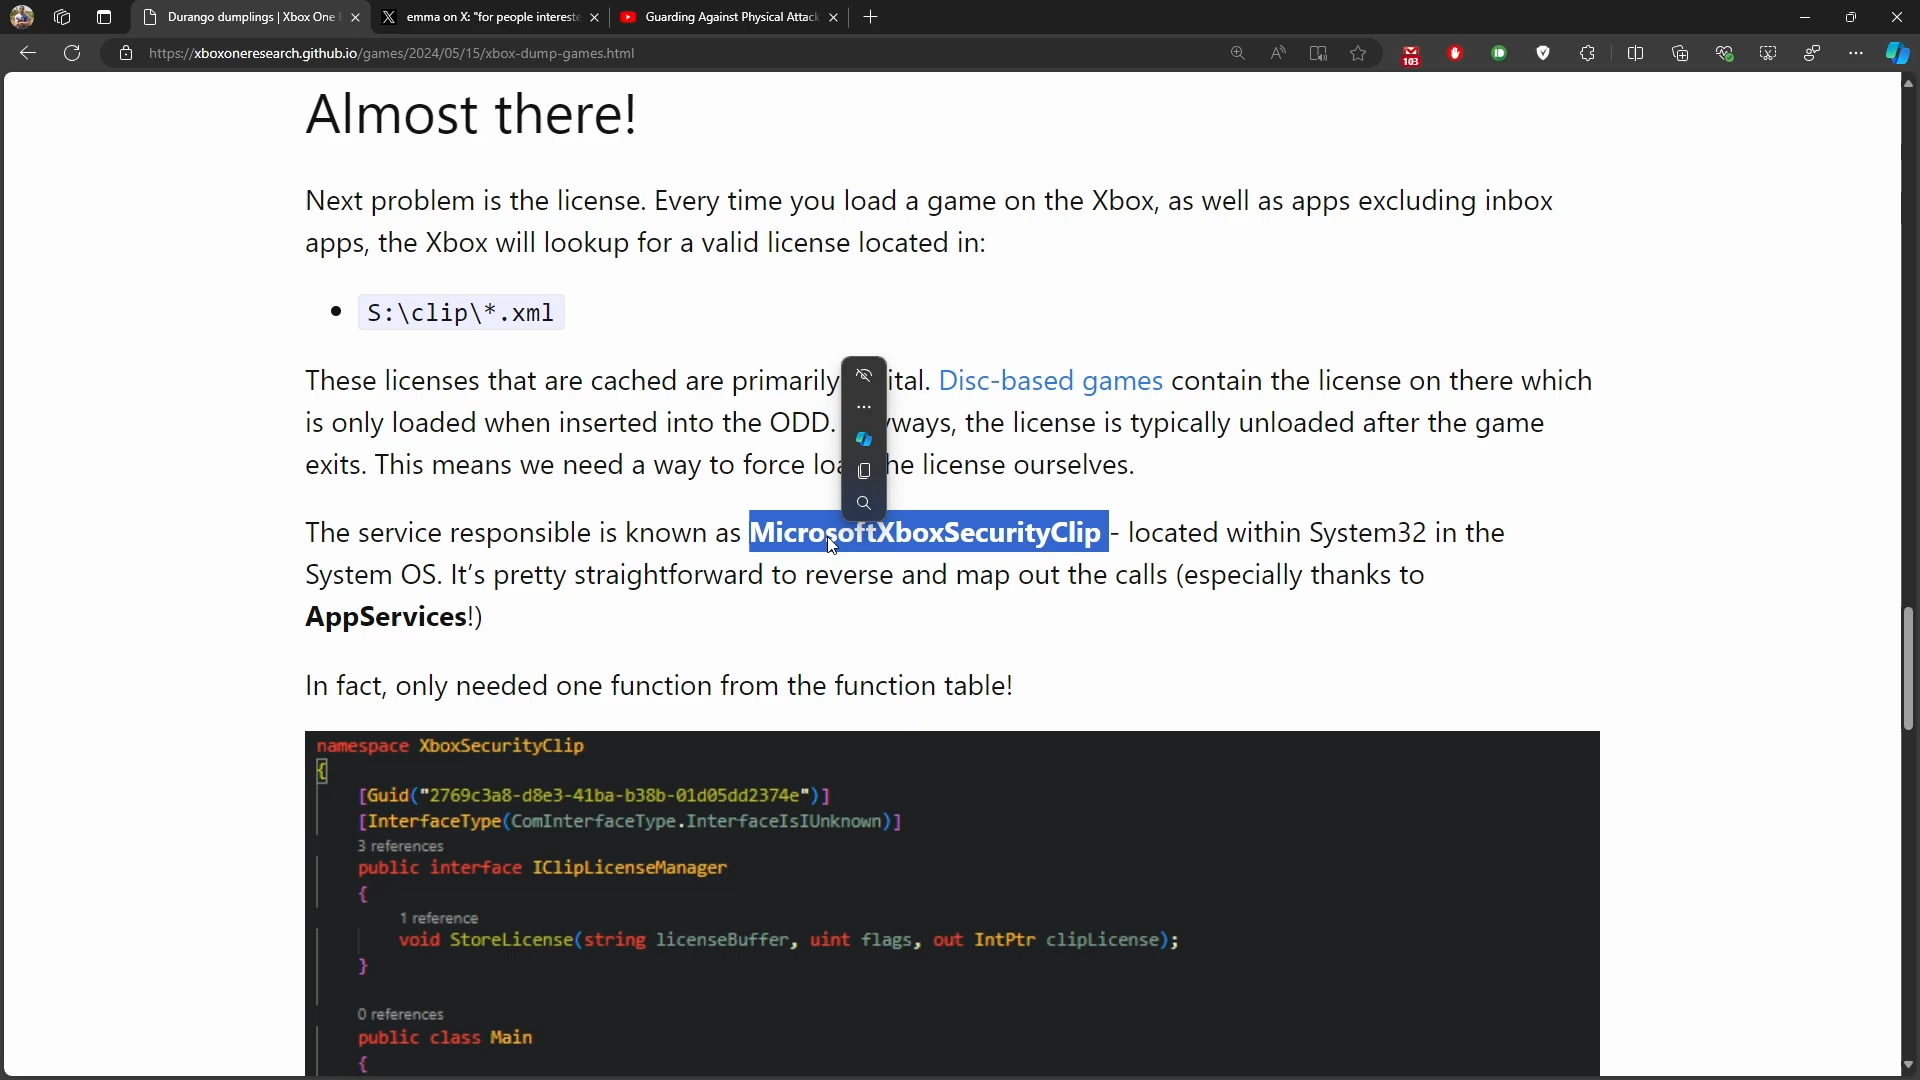 Durango dumplings | Xbox One
emma on X: "for people intereste
Guarding Against Physical Attack
https://xboxoneresearch.github.io/games/2024/05/15/xbox-dump-games.html
103
Almost there!
Next problem is the license. Every time you load a game on the Xbox, as well as apps excluding inbox
apps, the Xbox will lookup for a valid license located in:
• S:\clip\*.xml
These licenses that are cached are primarily ital. Disc-based games contain the license on there which
is only loaded when inserted into the ODD. ways, the license is typically unloaded after the game
exits. This means we need a way to force loa he license ourselves.
The service responsible is known as MicrosoftXboxSecurityClip - located within System32 in the
System OS. It's pretty straightforward to reverse and map out the calls (especially thanks to
AppServices!)
In fact, only needed one function from the function table!
namespace XboxSecurityClip
{
[Guid("2769c3a8-d8e3-41ba-b38b-01d05dd2374e")]
[InterfaceType(ComInterfaceType.InterfaceIsIUnknown)]
3 references
public interface IClipLicenseManager
{
1 reference
void StoreLicense(string licenseBuffer, uint flags, out IntPtr clipLicense);
}
0 references
public class Main
{